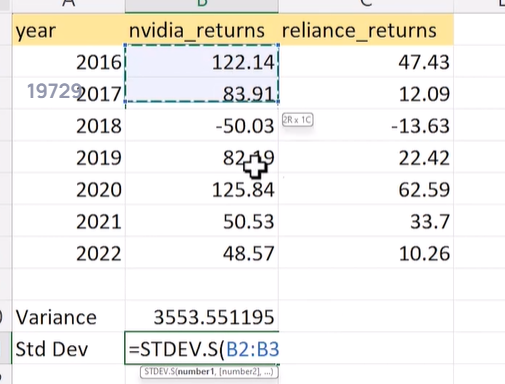 A B C
year nvidia_returns reliance_returns
2016 122.14 47.43
19729
2017 83.91 12.09
2018 -50.03 2R x 1C -13.63
2019 82.19 22.42
2020 125.84 62.59
2021 50.53 33.7
2022 48.57 10.26
0 Variance 3553.551195
Std Dev =STDEV.S(B2:B3
STDEV.S(number1, [number2], ...)